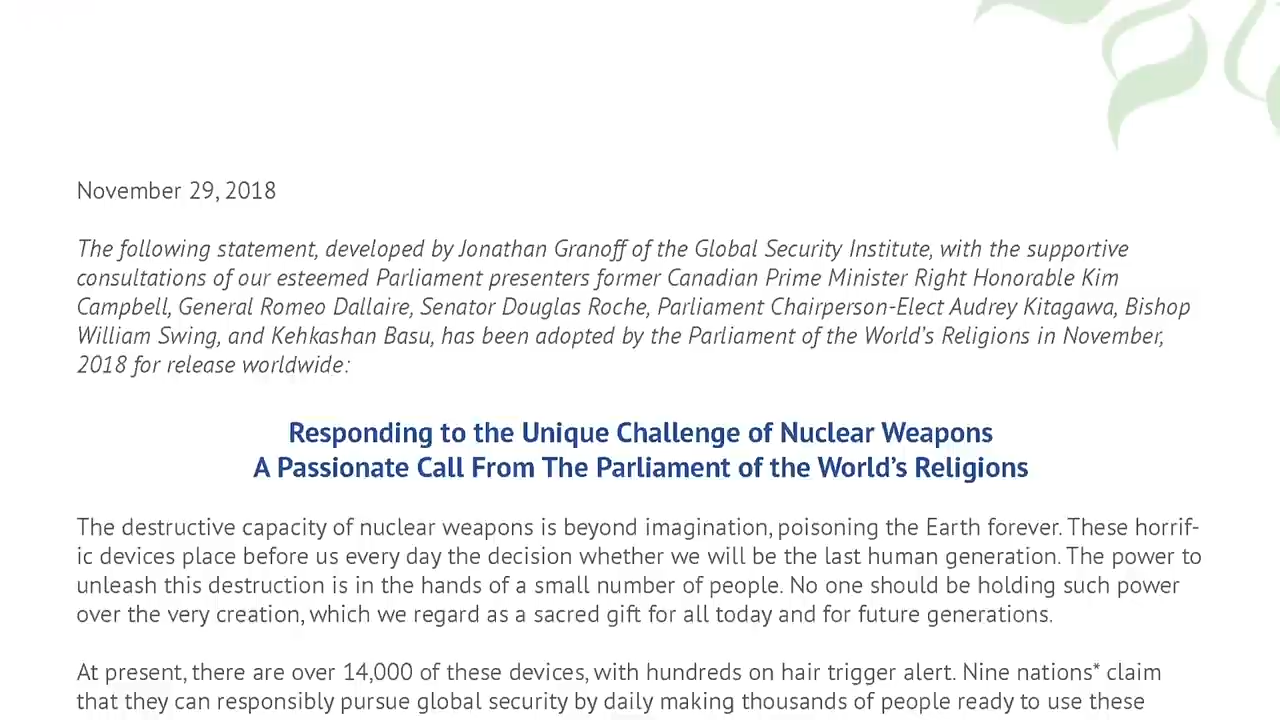 November 29, 2018
The following statement, developed by Jonathan Granoff of the Global Security Institute, with the supportive
consultations of our esteemed Parliament presenters former Canadian Prime Minister Right Honorable Kim
Campbell, General Romeo Dallaire, Senator Douglas Roche, Parliament Chairperson-Elect Audrey Kitagawa, Bishop
William Swing, and Kehkashan Basu, has been adopted by the Parliament of the World’s Religions in November,
2018 for release worldwide:
Responding to the Unique Challenge of Nuclear Weapons
A Passionate Call From The Parliament of the World’s Religions
The destructive capacity of nuclear weapons is beyond imagination, poisoning the Earth forever. These horrif-
ic devices place before us every day the decision whether we will be the last human generation. The power to
unleash this destruction is in the hands of a small number of people. No one should be holding such power
over the very creation, which we regard as a sacred gift for all today and for future generations.
At present, there are over 14,000 of these devices, with hundreds on hair trigger alert. Nine nations* claim
that they can responsibly pursue global security by daily making thousands of people ready to use these